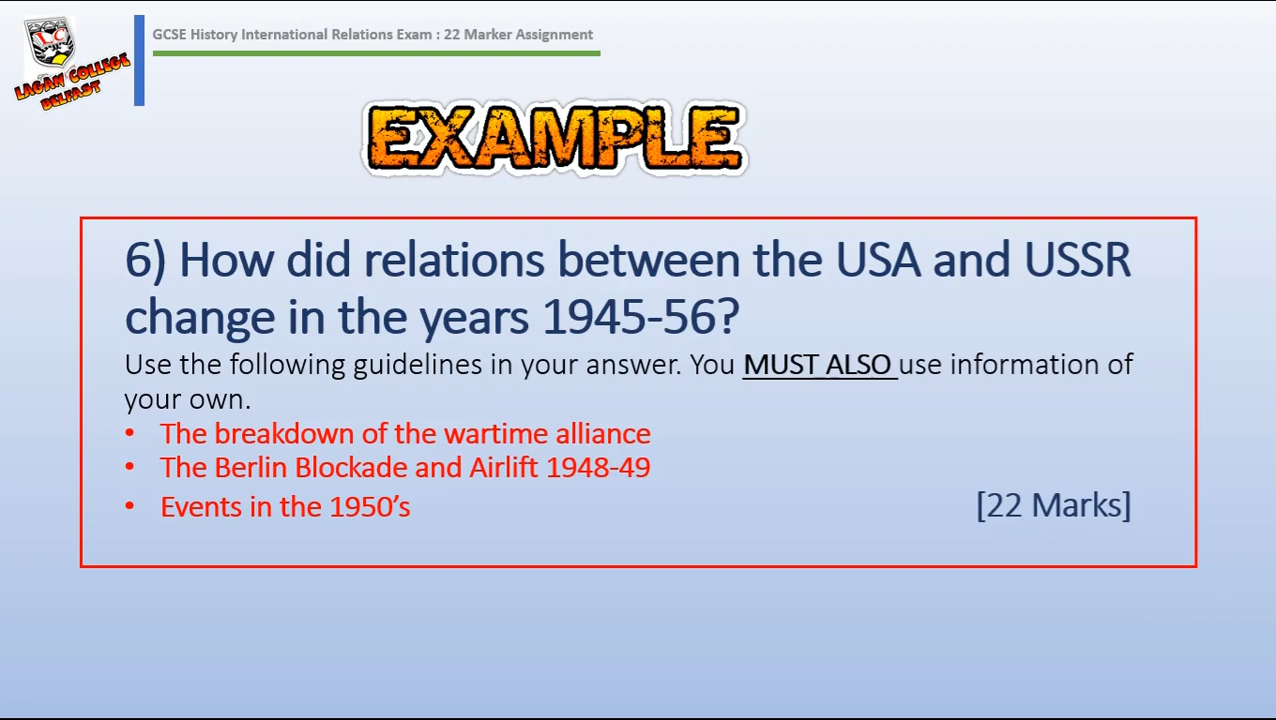 LC
LAGAN COLLEGE
BELFAST
GCSE History International Relations Exam : 22 Marker Assignment
EXAMPLE
6) How did relations between the USA and USSR
change in the years 1945-56?
Use the following guidelines in your answer. You MUST ALSO use information of
your own.
• The breakdown of the wartime alliance
• The Berlin Blockade and Airlift 1948-49
• Events in the 1950’s [22 Marks]